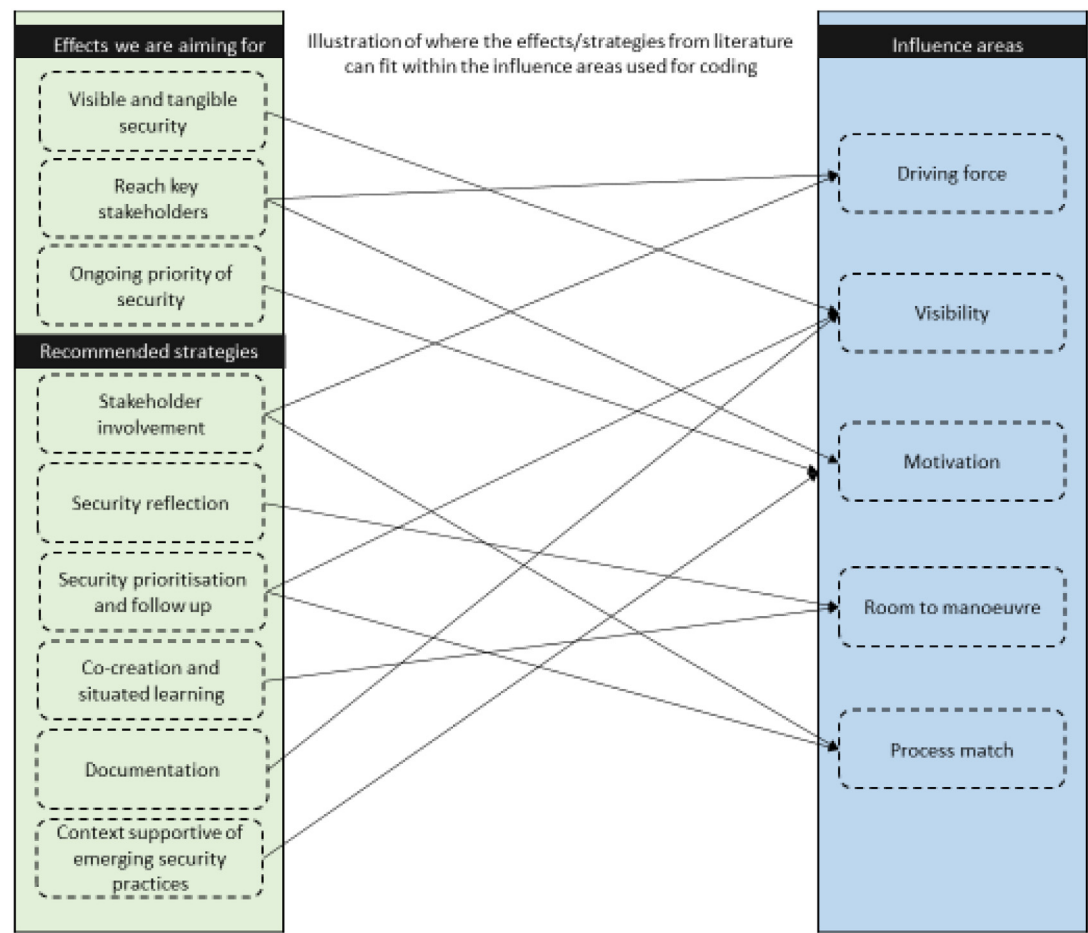 Effects we are aiming for
Visible and tangible
security
Reach key
stakeholders
Ongoing priority of
security
Recommended strategies
Stakeholder
involvement
Security reflection
Security prioritisation
and follow up
Co-creation and
situated learning
Documentation
Context supportive of
emerging security
practices
Illustration of where the effects/strategies from literature
can fit within the influence areas used for coding
Influence areas
Driving force
Visibility
Motivation
Room to manoeuvre
Process match